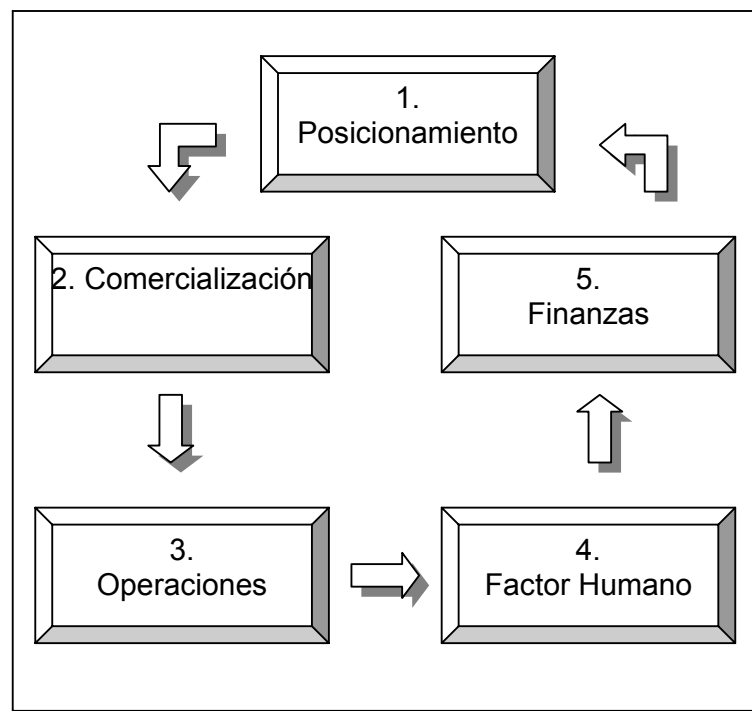 1.
Posicionamiento
2. Comercialización
3.
Operaciones
4.
Factor Humano
5.
Finanzas